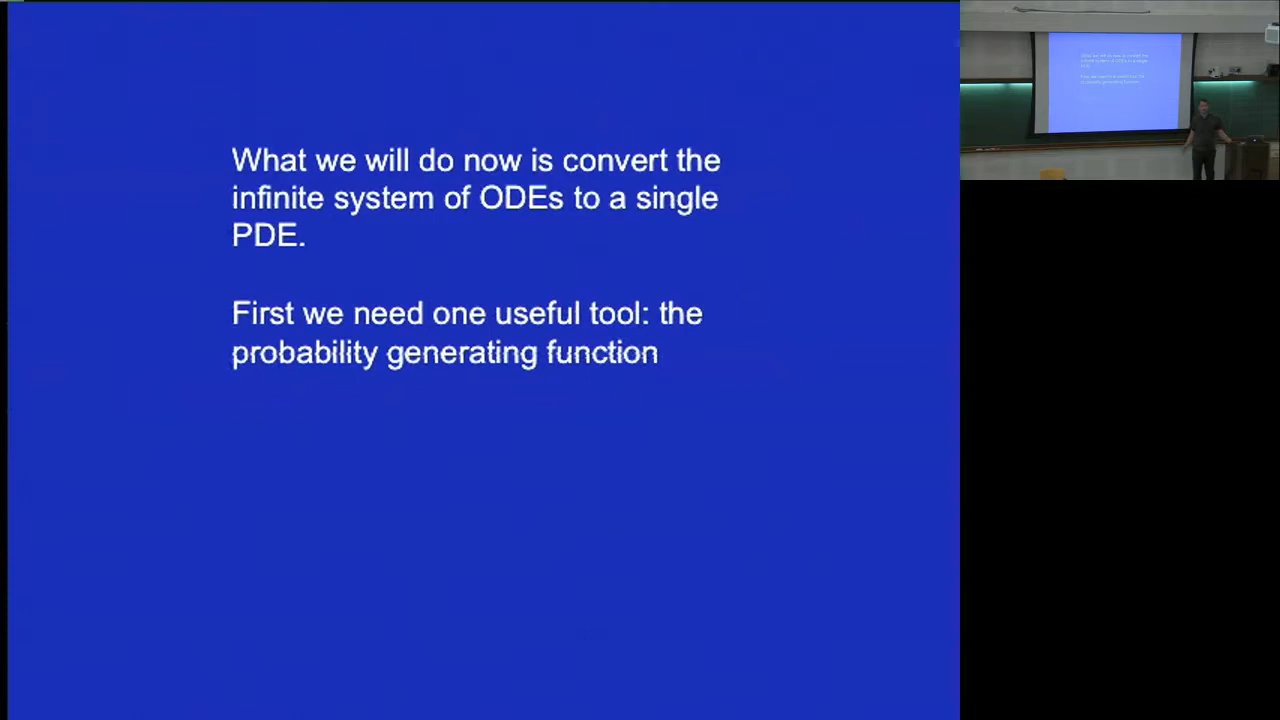 What we will do now is convert the
infinite system of ODEs to a single
PDE.
First we need one useful tool: the
probability generating function